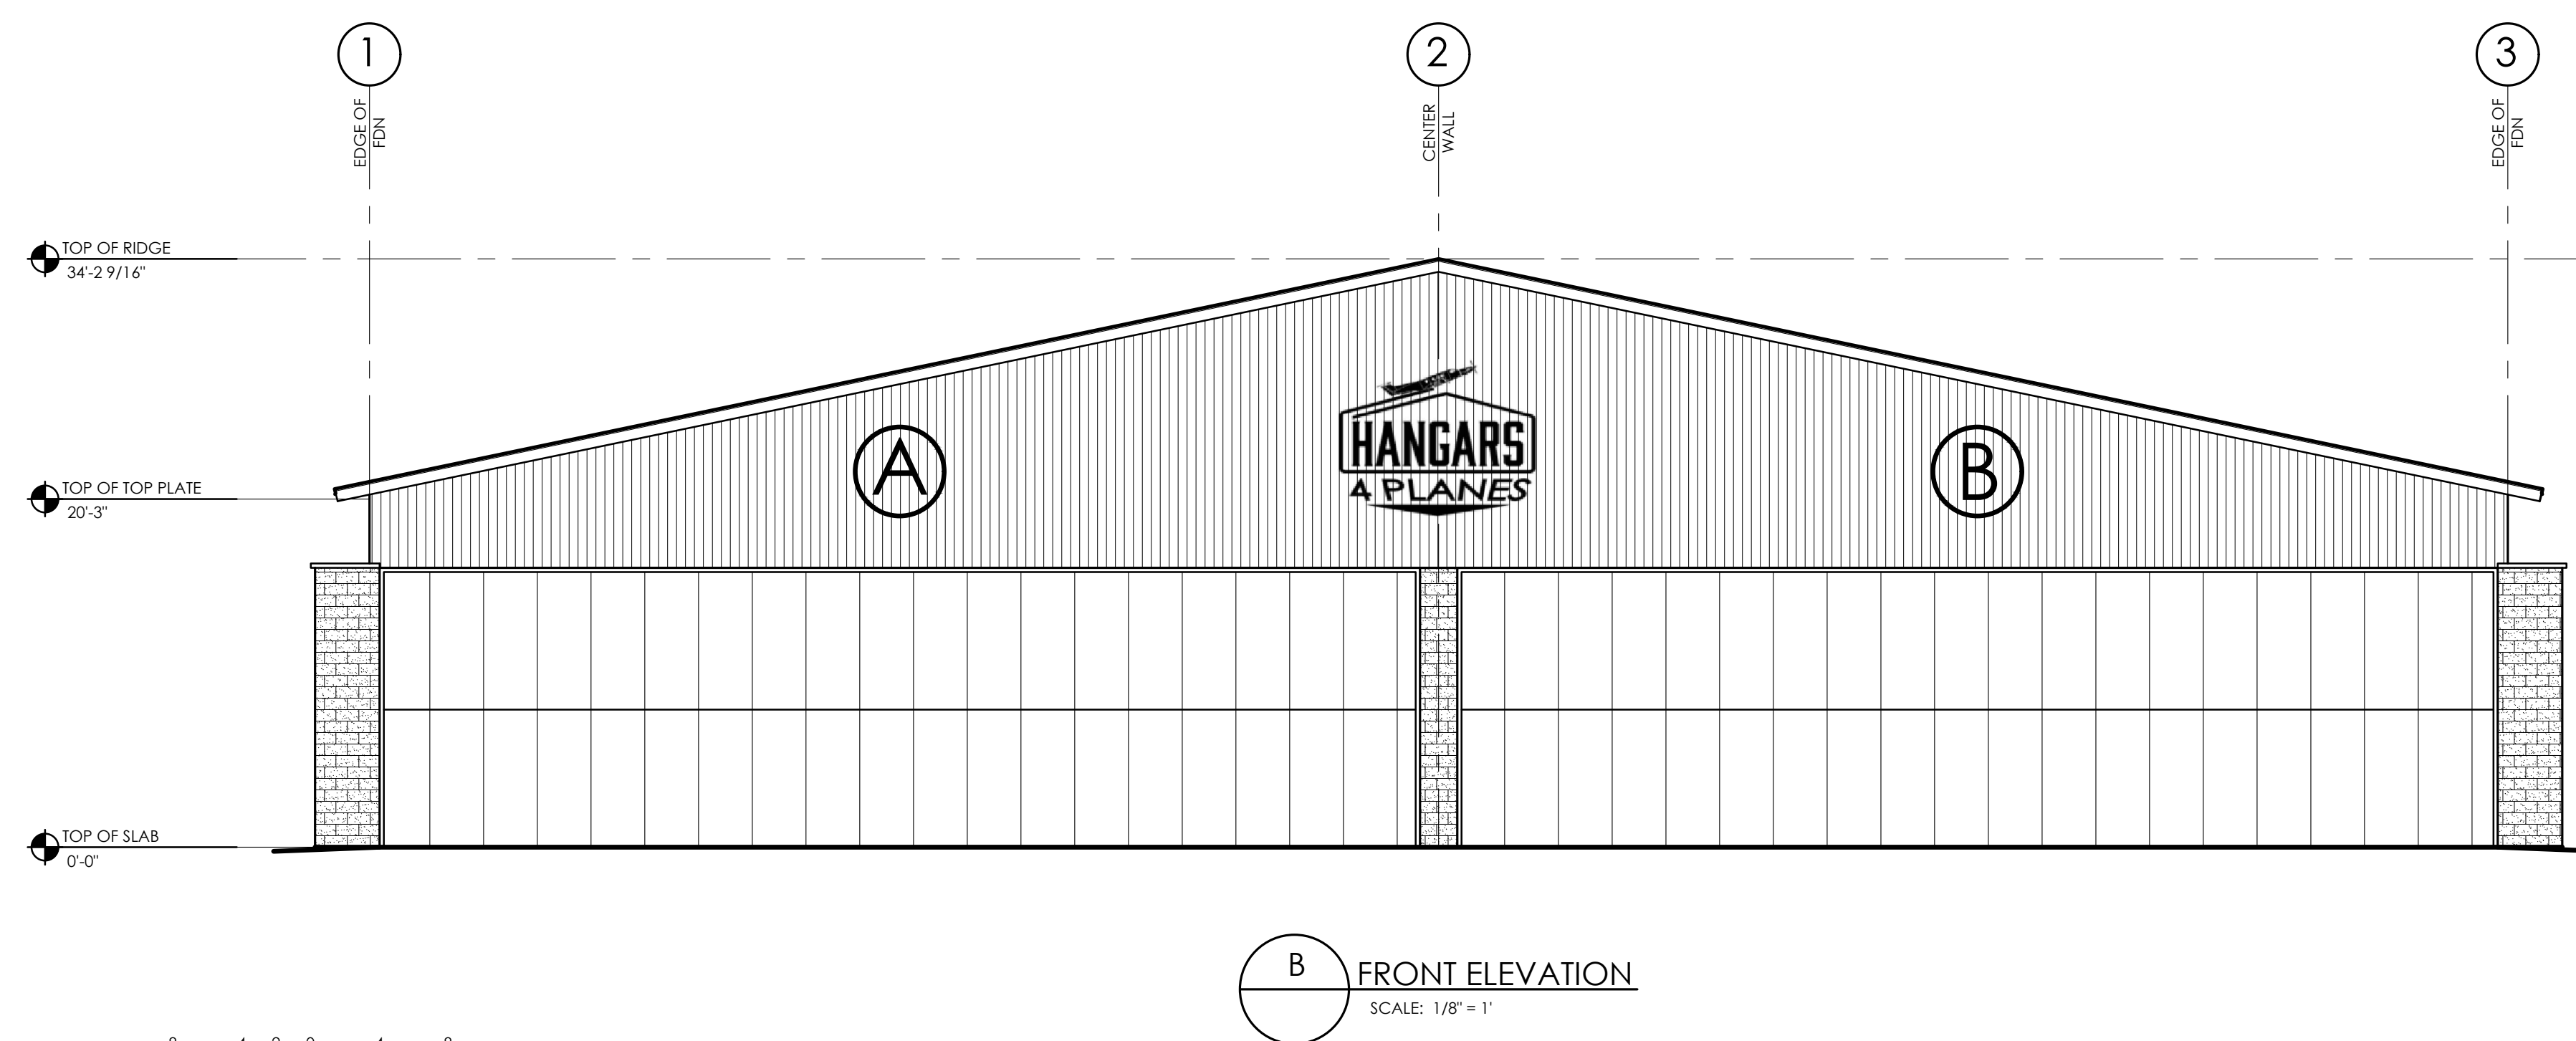 1
2
3
EDGE OF
FDN
CENTER
WALL
EDGE OF
FDN
TOP OF RIDGE
34'-2 9/16"
TOP OF TOP PLATE
20'-3"
A
HANGARS
4 PLANES
B
TOP OF SLAB
0'-0"
B
FRONT ELEVATION
SCALE: 1/8" = 1'